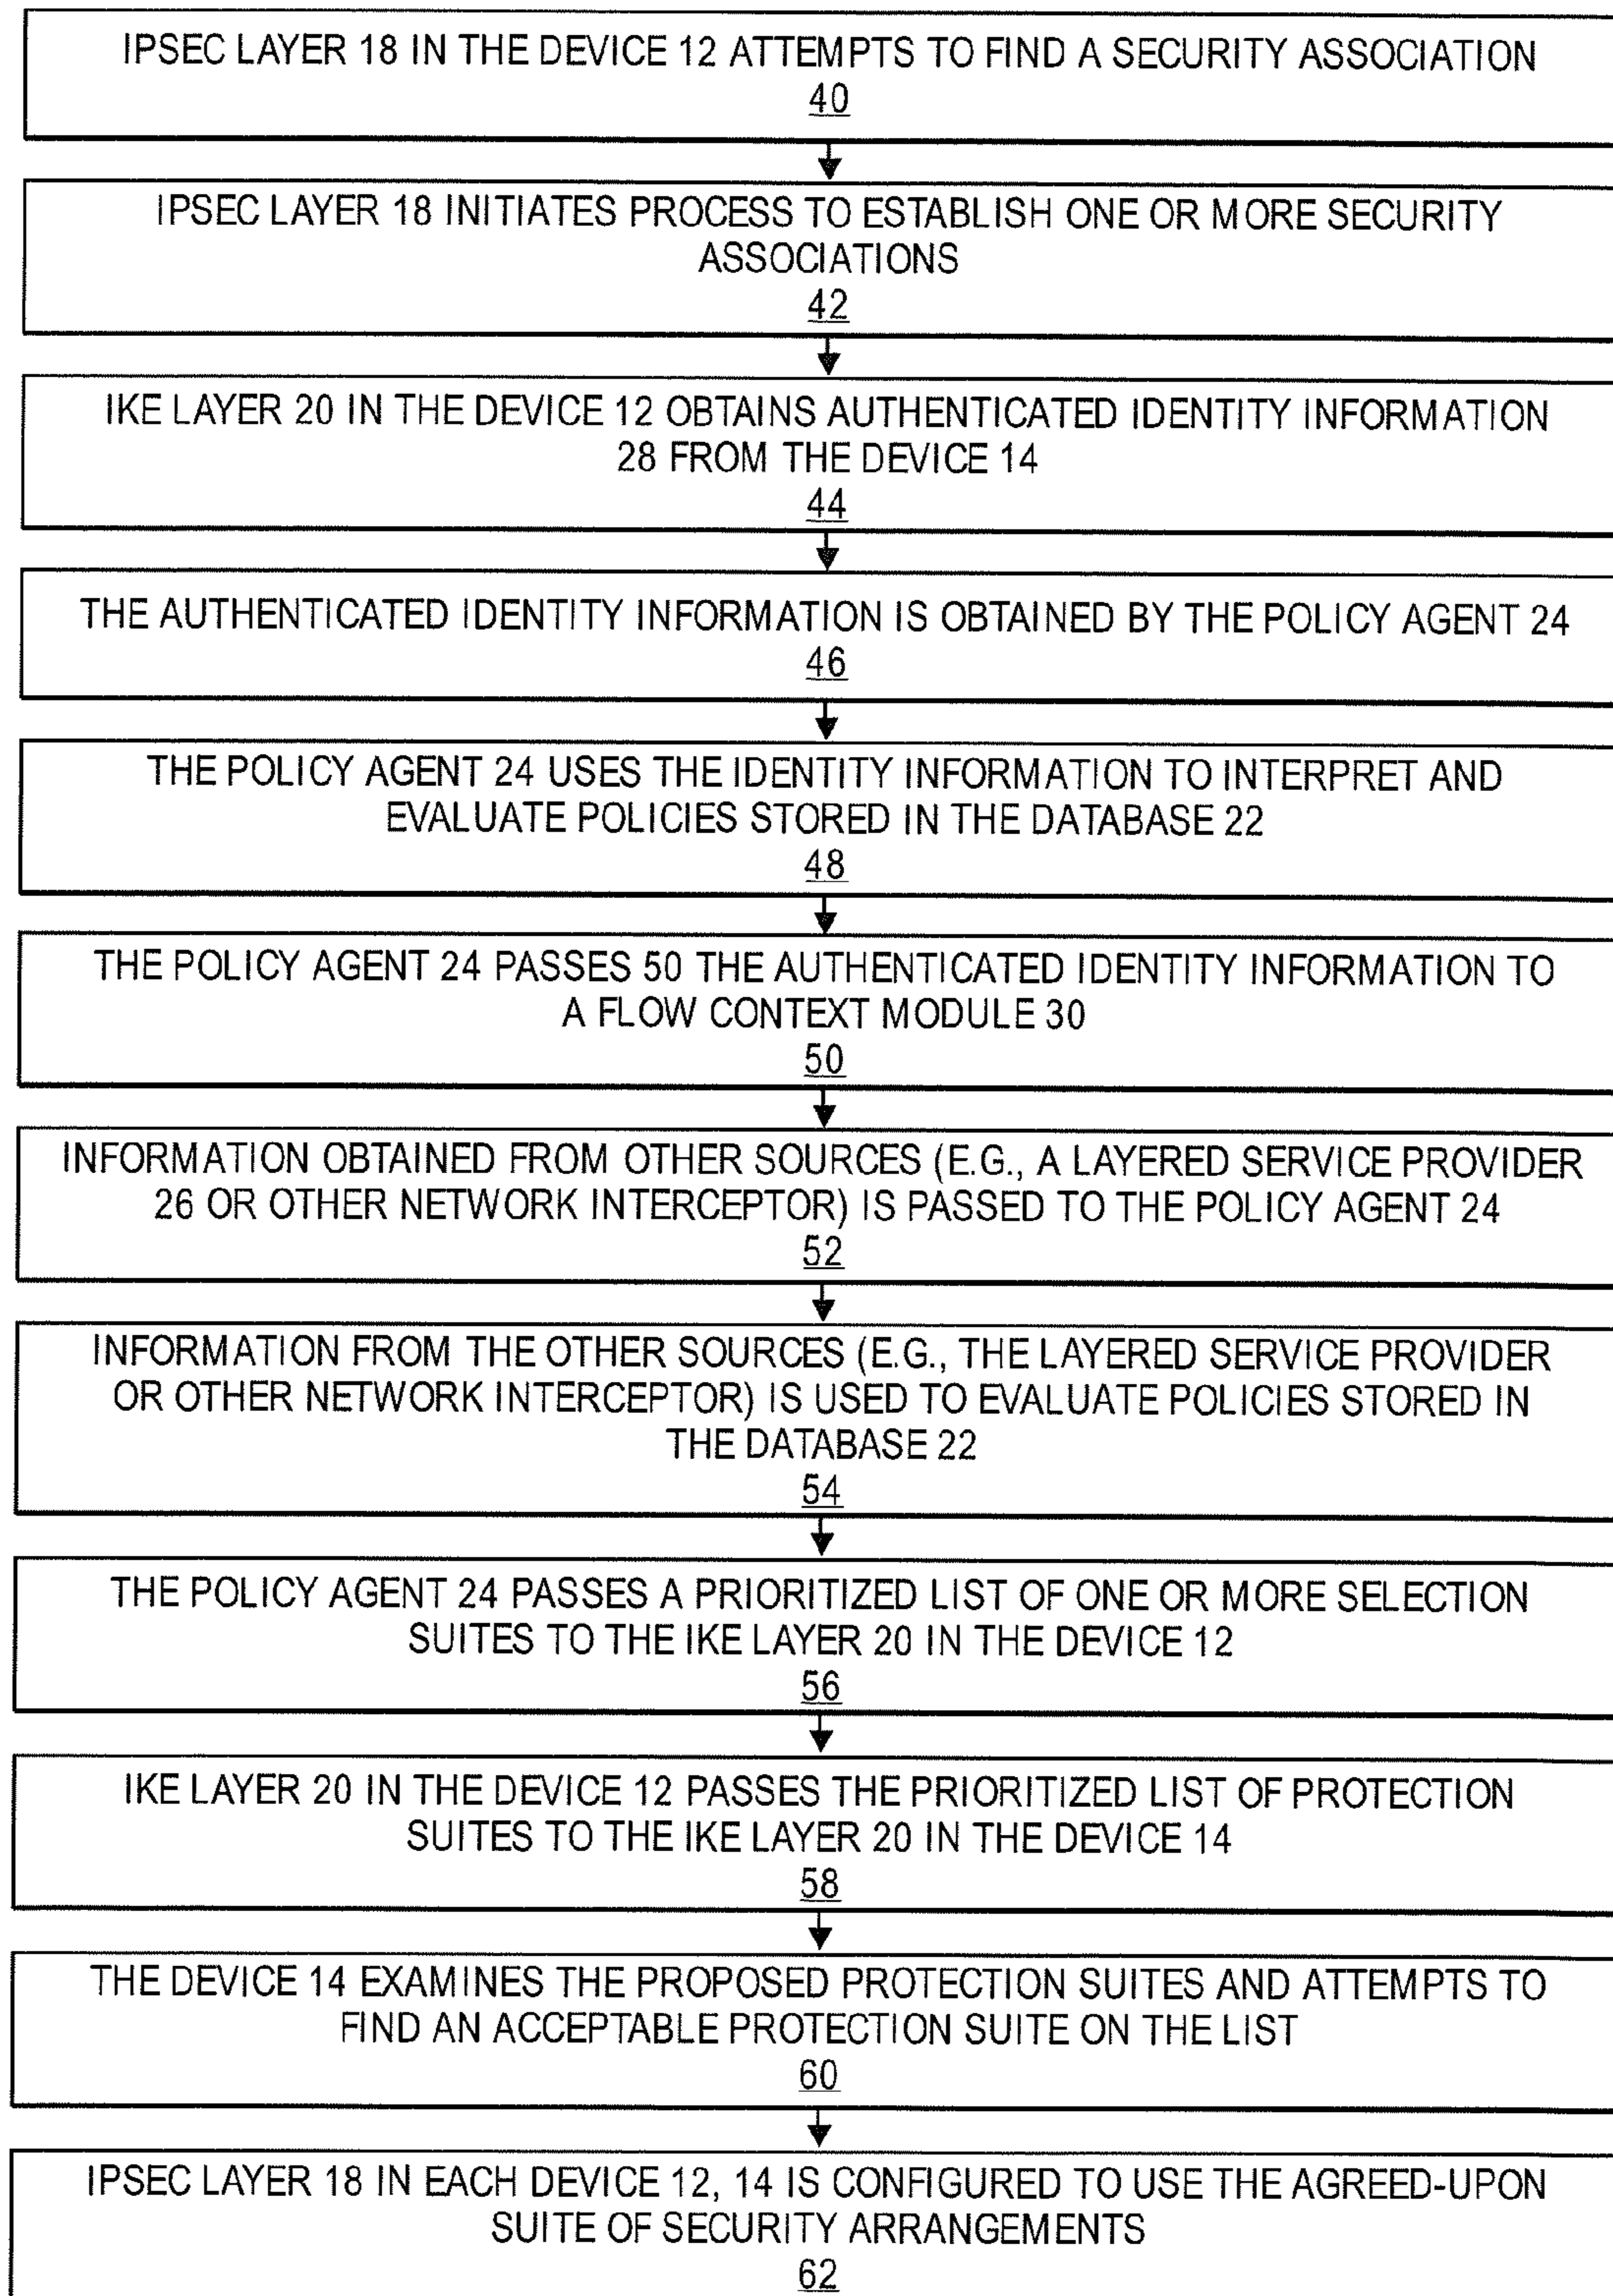 IPSEC LAYER 18 IN THE DEVICE 12 ATTEMPTS TO FIND A SECURITY ASSOCIATION
40
IPSEC LAYER 18 INITIATES PROCESS TO ESTABLISH ONE OR MORE SECURITY
ASSOCIATIONS
42
IKE LAYER 20 IN THE DEVICE 12 OBTAINS AUTHENTICATED IDENTITY INFORMATION
28 FROM THE DEVICE 14
44
THE AUTHENTICATED IDENTITY INFORMATION IS OBTAINED BY THE POLICY AGENT 24
46
THE POLICY AGENT 24 USES THE IDENTITY INFORMATION TO INTERPRET AND
EVALUATE POLICIES STORED IN THE DATABASE 22
48
THE POLICY AGENT 24 PASSES 50 THE AUTHENTICATED IDENTITY INFORMATION TO
A FLOW CONTEXT MODULE 30
50
INFORMATION OBTAINED FROM OTHER SOURCES (E.G., A LAYERED SERVICE PROVIDER
26 OR OTHER NETWORK INTERCEPTOR) IS PASSED TO THE POLICY AGENT 24
52
INFORMATION FROM THE OTHER SOURCES (E.G., THE LAYERED SERVICE PROVIDER
OR OTHER NETWORK INTERCEPTOR) IS USED TO EVALUATE POLICIES STORED IN
THE DATABASE 22
54
THE POLICY AGENT 24 PASSES A PRIORITIZED LIST OF ONE OR MORE SELECTION
SUITES TO THE IKE LAYER 20 IN THE DEVICE 12
56
IKE LAYER 20 IN THE DEVICE 12 PASSES THE PRIORITIZED LIST OF PROTECTION
SUITES TO THE IKE LAYER 20 IN THE DEVICE 14
58
THE DEVICE 14 EXAMINES THE PROPOSED PROTECTION SUITES AND ATTEMPTS TO
FIND AN ACCEPTABLE PROTECTION SUITE ON THE LIST
60
IPSEC LAYER 18 IN EACH DEVICE 12, 14 IS CONFIGURED TO USE THE AGREED-UPON
SUITE OF SECURITY ARRANGEMENTS
62